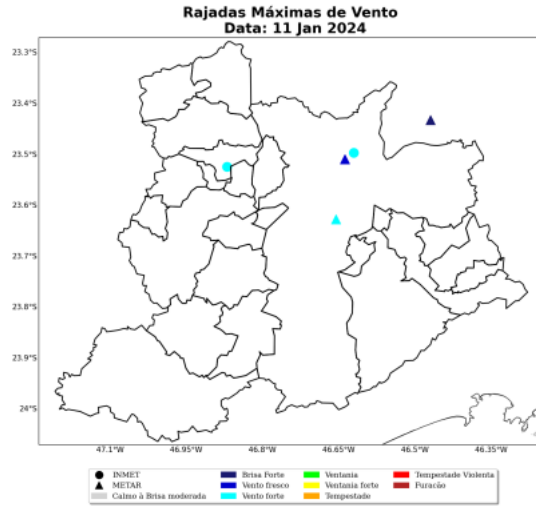 Rajadas Máximas de Vento
Data: 11 Jan 2024
23.3°S
23.4°S
23.5°S
23.6°S
23.7°S
23.8°S
23.9°S
24°S
47.1°W
46.95°W
46.8°W
46.65°W
46.5°W
46.35°W
INMET
METAR
Calmo à Brisa moderada
Brisa Forte
Vento fresco
Vento forte
Ventania
Ventania forte
Tempestade
Tempestade Violenta
Furacão